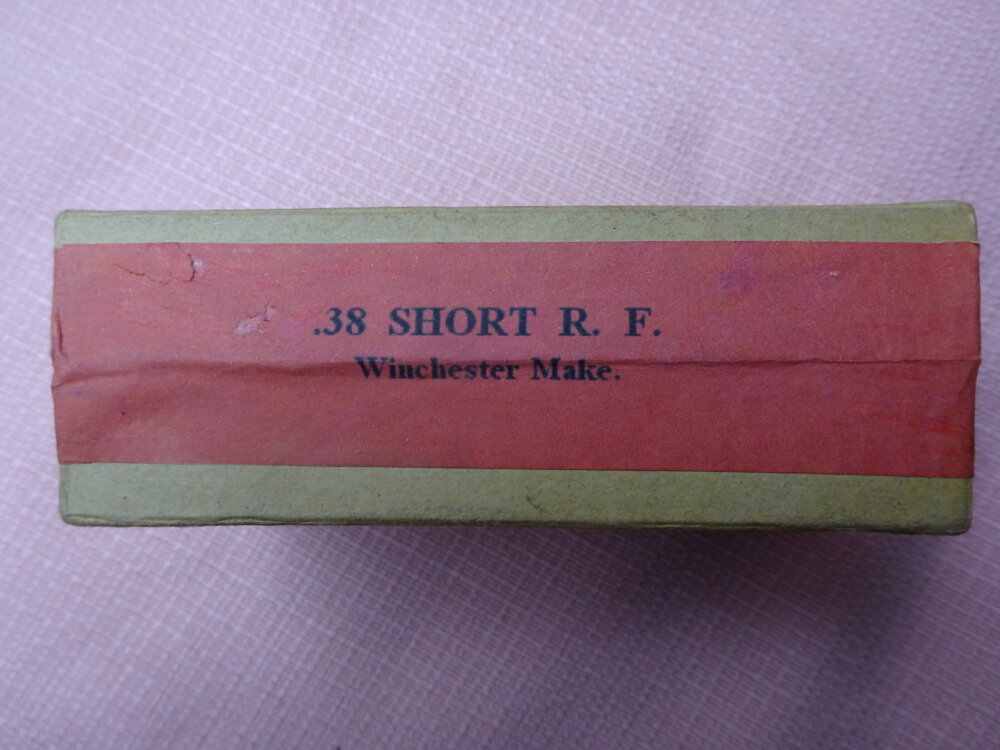 .38 SHORT R. F.
Winchester Make.